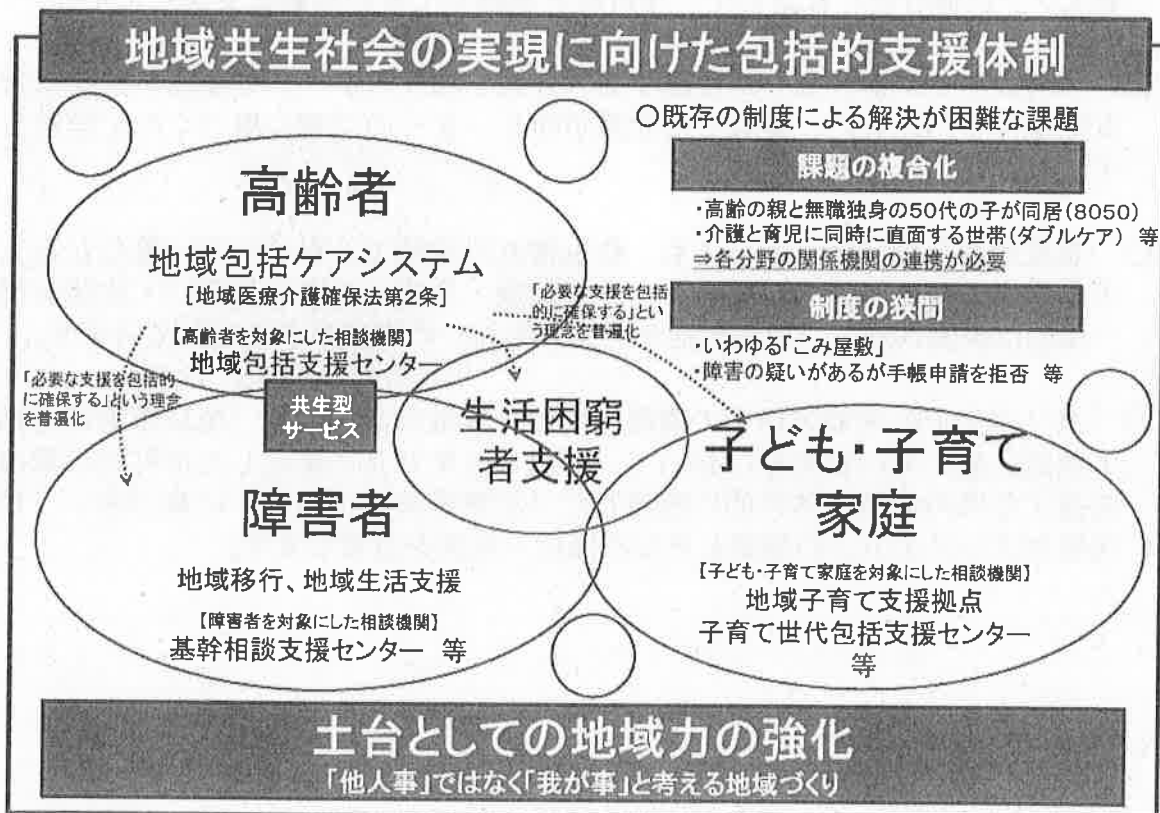 地域共生社会の実現に向けた包括的支援体制
〇既存の制度による解決が困難な課題
課題の複合化
・高齢の親と無職独身の50代の子が同居(8050)
・介護と育児に同時に直面する世帯(ダブルケア) 等
⇒各分野の関係機関の連携が必要
制度の狭間
・いわゆる『ごみ屋敷』
・障害の疑いがあるが手帳申請を拒否 等
高齢者
地域包括ケアシステム
[地域医療介護確保法第2条]
【高齢者を対象にした相談機関】
地域包括支援センター
「必要な支援を包括
的に確保する」とい
う理念を普遍化
「必要な支援を包括的
に確保する」という理念
を普遍化
共生型
サービス
生活困窮
者支援
障害者
地域移行、地域生活支援
【障害者を対象にした相談機関】
基幹相談支援センター 等
子ども・子育て
家庭
【子ども・子育て家庭を対象にした相談機関】
地域子育て支援拠点
子育て世代包括支援センター
等
土台としての地域力の強化
「他人事」ではなく「我が事」と考える地域づくり